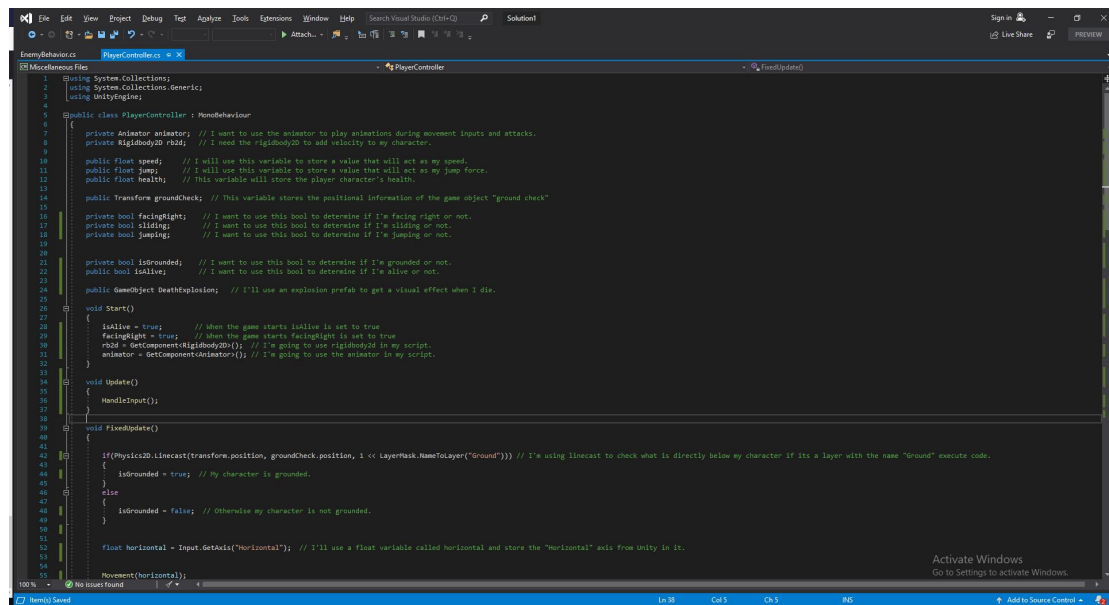 File Edit View Project Debug Test Analyze Tools Extensions Window Help Search Visual Studio (Ctrl+Q) Solution1 Sign in
Attach... Live Share PREVIEW
EnemyBehavior.cs PlayerController.cs
Miscellaneous Files PlayerController FixedUpdate()
1 using System.Collections;
2 using System.Collections.Generic;
3 using UnityEngine;
4
5 public class PlayerController : MonoBehaviour
6 {
7 private Animator animator; // I want to use the animator to play animations during movement inputs and attacks.
8 private Rigidbody2D rb2d; // I need the rigidbody2D to add velocity to my character.
9
10 public float speed; // I will use this variable to store a value that will act as my speed.
11 public float jump; // I will use this variable to store a value that will act as my jump force.
12 public float health; // This variable will store the player character's health.
13
14 public Transform groundCheck; // This variable stores the positional information of the game object "ground check"
15
16 private bool facingRight; // I want to use this bool to determine if I'm facing right or not.
17 private bool sliding; // I want to use this bool to determine if I'm sliding or not.
18 private bool jumping; // I want to use this bool to determine if I'm jumping or not.
19
20
21 private bool isGrounded; // I want to use this bool to determine if I'm grounded or not.
22 public bool isAlive; // I want to use this bool to determine if I'm alive or not.
23
24 public GameObject DeathExplosion; // I'll use an explosion prefab to get a visual effect when I die.
25
26 void Start()
27 {
28 isAlive = true; // When the game starts isAlive is set to true
29 facingRight = true; // When the game starts facingRight is set to true
30 rb2d = GetComponent<Rigidbody2D>(); // I'm going to use rigidbody2d in my script.
31 animator = GetComponent<Animator>(); // I'm going to use the animator in my script.
32 }
33
34 void Update()
35 {
36 HandleInput();
37 }
38
39 void FixedUpdate()
40 {
41
42 if(Physics2D.Linecast(transform.position, groundCheck.position, 1 << LayerMask.NameToLayer("Ground"))) // I'm using linecast to check what is directly below my character if its a layer with the name "Ground" execute code.
43 {
44 isGrounded = true; // My character is grounded.
45 }
46 else
47 {
48 isGrounded = false; // Otherwise my character is not grounded.
49 }
50
51
52 float horizontal = Input.GetAxis("Horizontal"); // I'll use a float variable called horizontal and store the "Horizontal" axis from Unity in it.
53
54
55 Movement(horizontal);
Activate Windows
Go to Settings to activate Windows.
100 % No issues found
Item(s) Saved Ln 38 Col 5 Ch 5 INS Add to Source Control 2